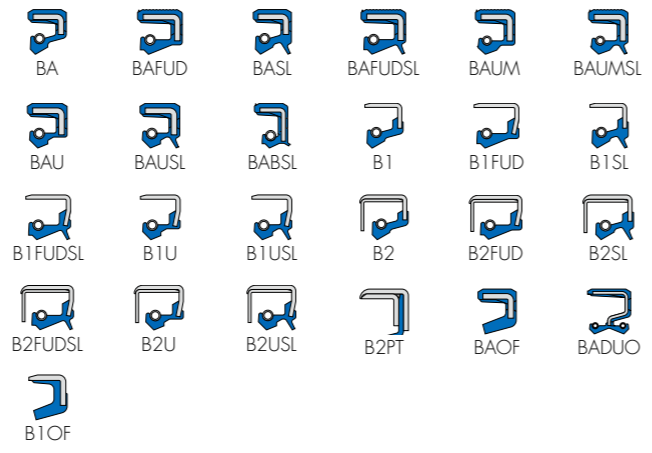 BA BAFUD BASL BAFUDSL BAUM BAUMSL
BAU BAUSL BABSL B1 B1FUD B1SL
B1FUDSL B1U B1USL B2 B2FUD B2SL
B2FUDSL B2U B2USL B2PT BAOF BADUO
B1OF